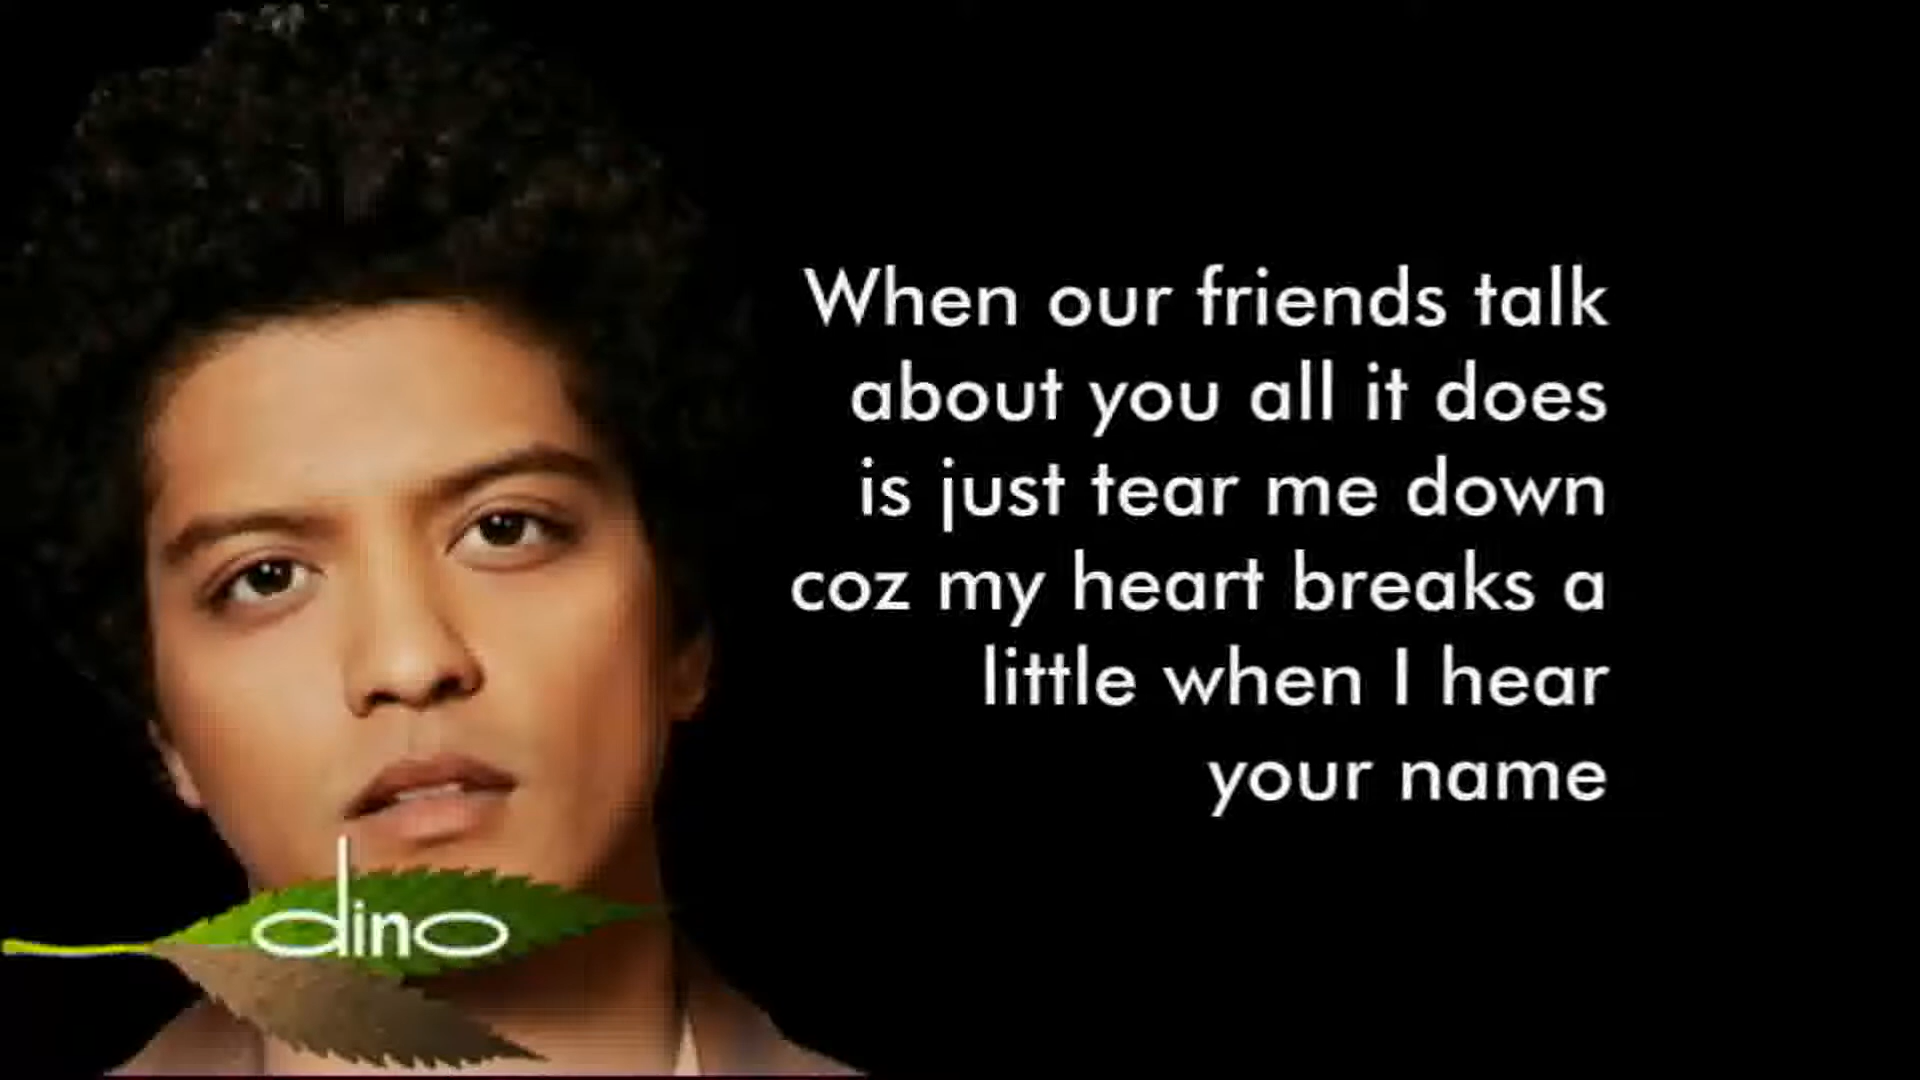 When our friends talk
about you all it does
is just tear me down
coz my heart breaks a
little when I hear
your name
dino